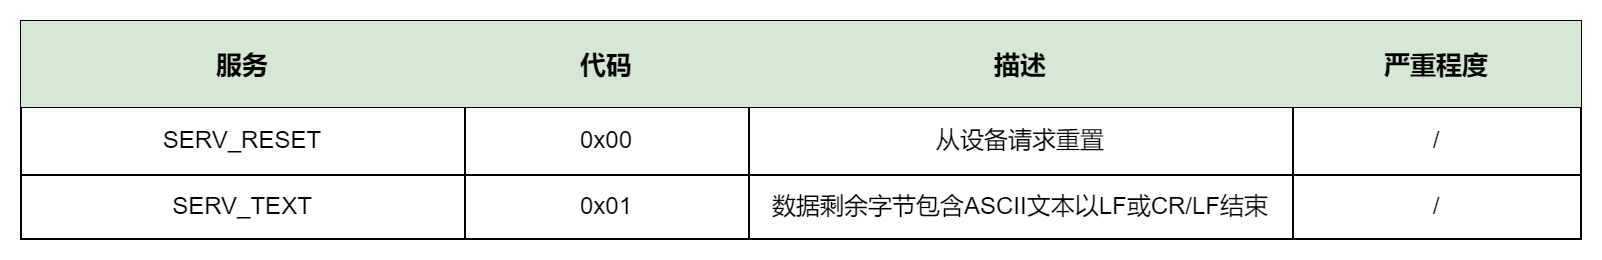 服务 代码 描述 严重程度
SERV_RESET 0x00 从设备请求重置 /
SERV_TEXT 0x01 数据剩余字节包含ASCII文本以LF或CR/LF结束 /